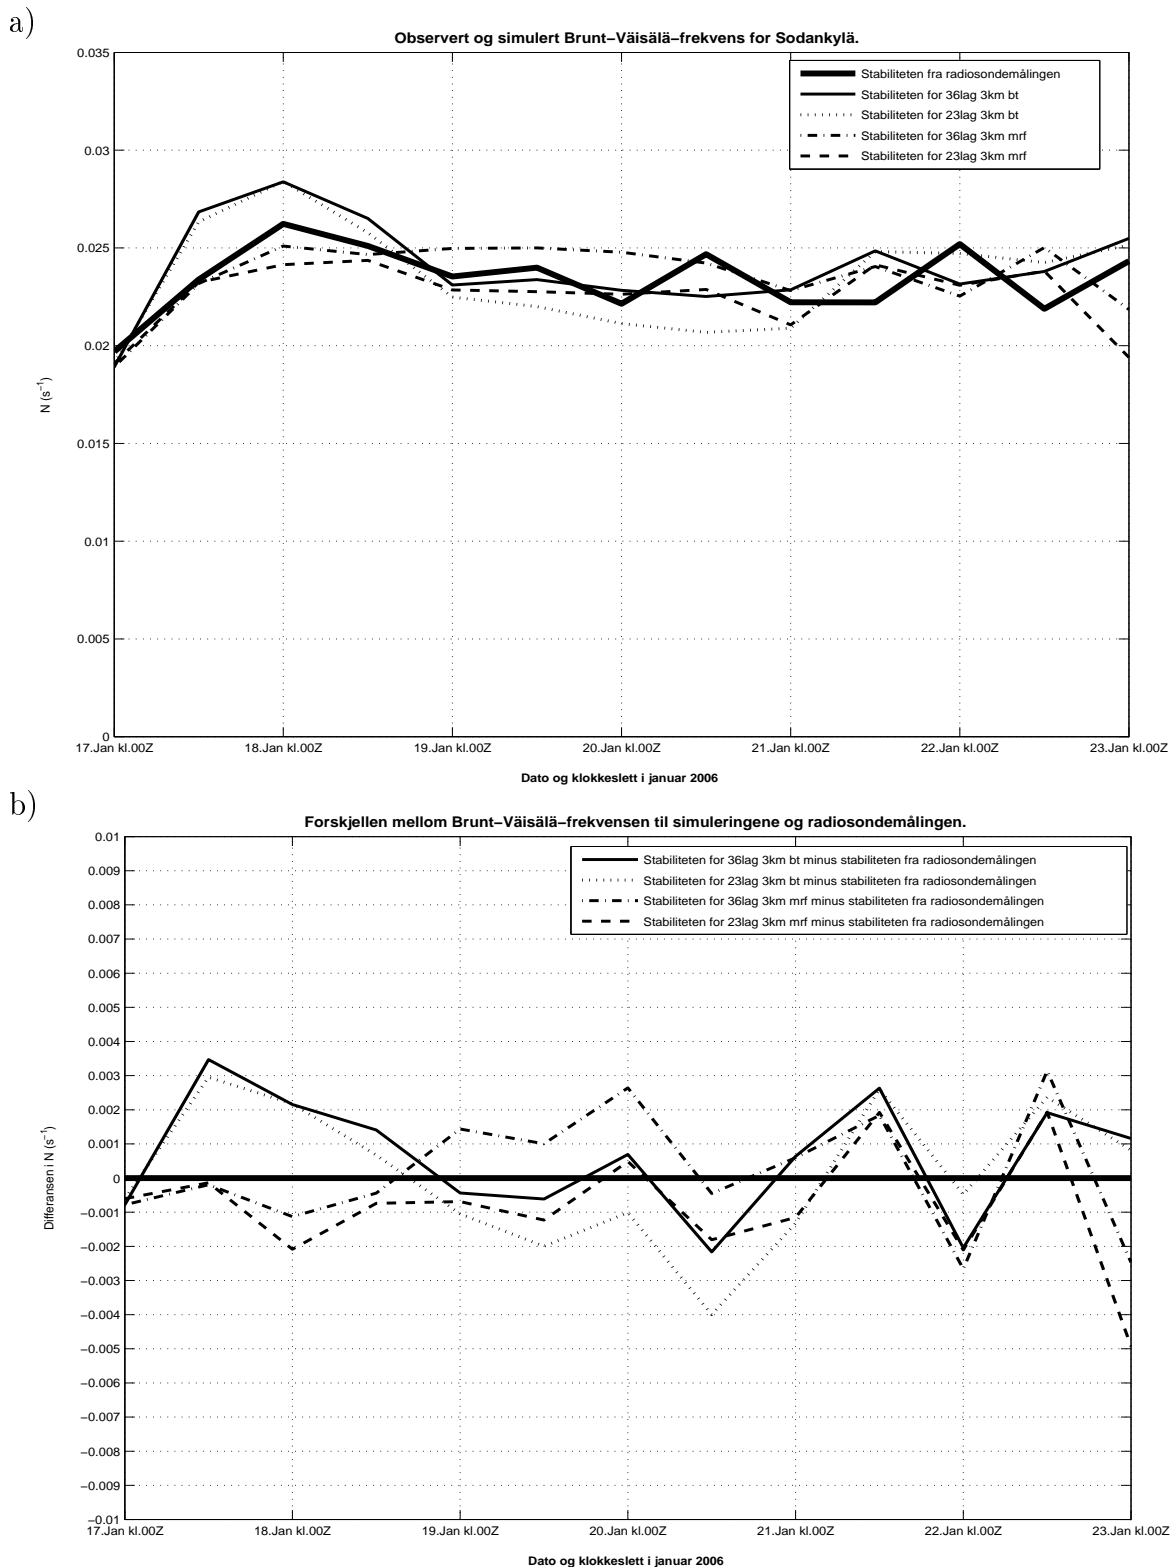 a)
Observert og simulert Brunt−Väisälä−frekvens for Sodankylä.
0.035
0.03
0.025
0.02
0.015
0.01
0.005
0
N (s−1)
Stabiliteten fra radiosondemålingen
Stabiliteten for 36lag 3km bt
Stabiliteten for 23lag 3km bt
Stabiliteten for 36lag 3km mrf
Stabiliteten for 23lag 3km mrf
17.Jan kl.00Z 18.Jan kl.00Z 19.Jan kl.00Z 20.Jan kl.00Z 21.Jan kl.00Z 22.Jan kl.00Z 23.Jan kl.00Z
Dato og klokkeslett i januar 2006
b)
Forskjellen mellom Brunt−Väisälä−frekvensen til simuleringene og radiosondemålingen.
0.01
0.009
0.008
0.007
0.006
0.005
0.004
0.003
0.002
0.001
0
−0.001
−0.002
−0.003
−0.004
−0.005
−0.006
−0.007
−0.008
−0.009
−0.01
Differansen i N (s−1)
Stabiliteten for 36lag 3km bt minus stabiliteten fra radiosondemålingen
Stabiliteten for 23lag 3km bt minus stabiliteten fra radiosondemålingen
Stabiliteten for 36lag 3km mrf minus stabiliteten fra radiosondemålingen
Stabiliteten for 23lag 3km mrf minus stabiliteten fra radiosondemålingen
17.Jan kl.00Z 18.Jan kl.00Z 19.Jan kl.00Z 20.Jan kl.00Z 21.Jan kl.00Z 22.Jan kl.00Z 23.Jan kl.00Z
Dato og klokkeslett i januar 2006